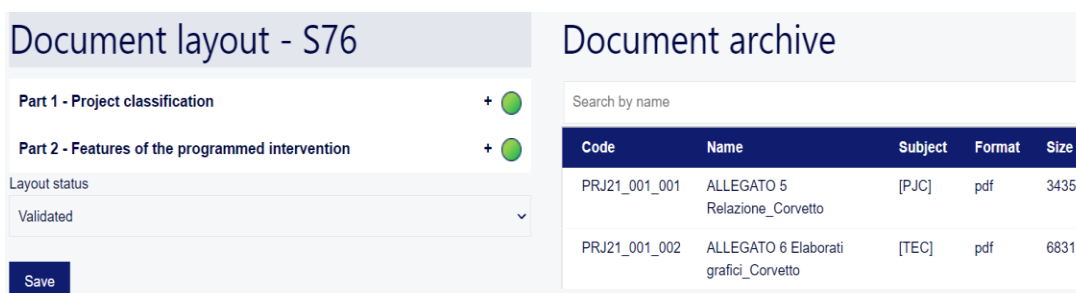 Document layout - S76
Part 1 - Project classification +
Part 2 - Features of the programmed intervention +
Layout status
Validated
Save
Document archive
Search by name
Code Name Subject Format Size
PRJ21_001_001 ALLEGATO 5 [PJC] pdf 3435
Relazione_Corvetto
PRJ21_001_002 ALLEGATO 6 Elaborati [TEC] pdf 6831
grafici_Corvetto